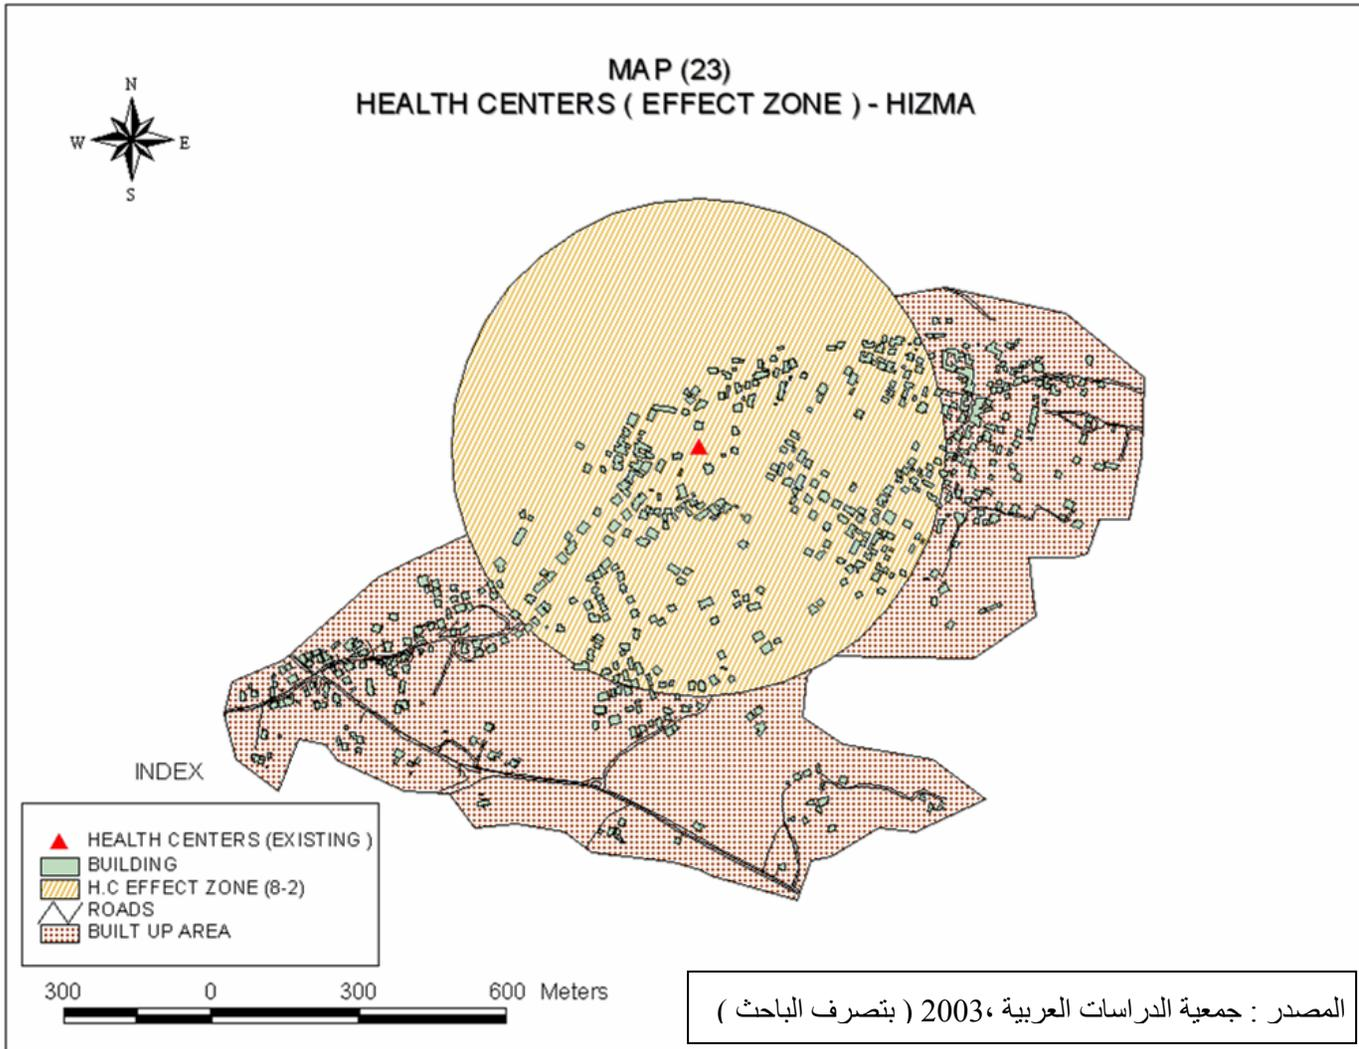 MAP (23)
HEALTH CENTERS ( EFFECT ZONE ) - HIZMA
N
W E
S
INDEX
HEALTH CENTERS (EXISTING )
BUILDING
H.C EFFECT ZONE (8-2)
ROADS
BUILT UP AREA
300 0 300 600 Meters
المصدر : جمعية الدراسات العربية ،2003 ( بتصرف الباحث )